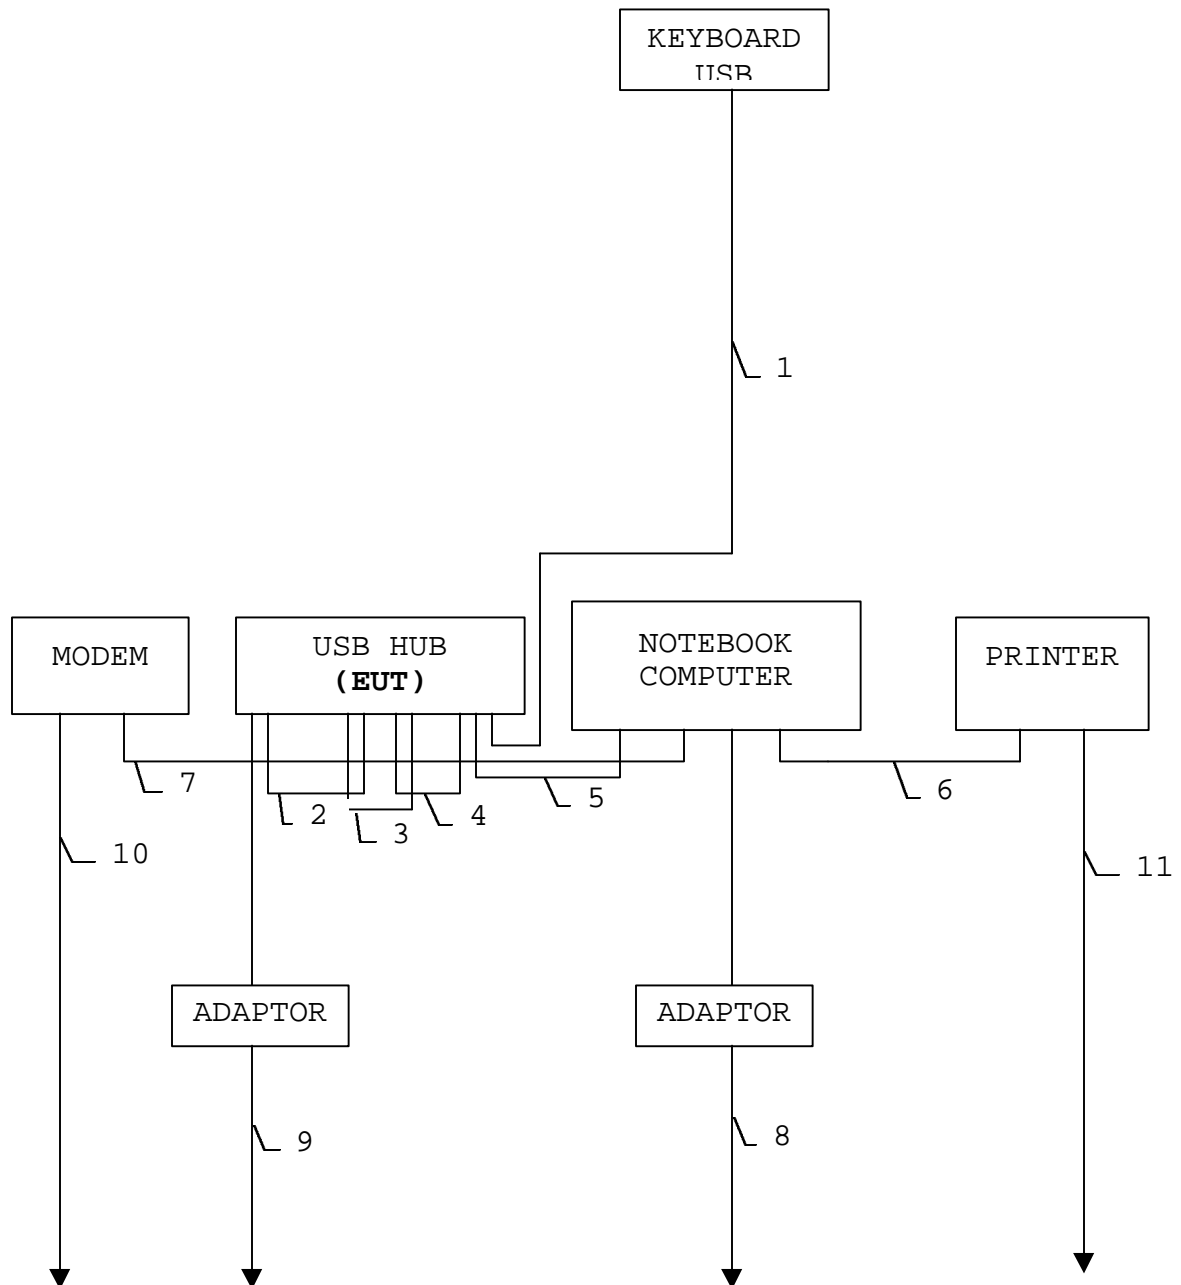 KEYBOARD
USB
1
MODEM
USB HUB
(EUT)
NOTEBOOK
COMPUTER
PRINTER
7
2
3
4
5
6
10
11
ADAPTOR
ADAPTOR
9
8